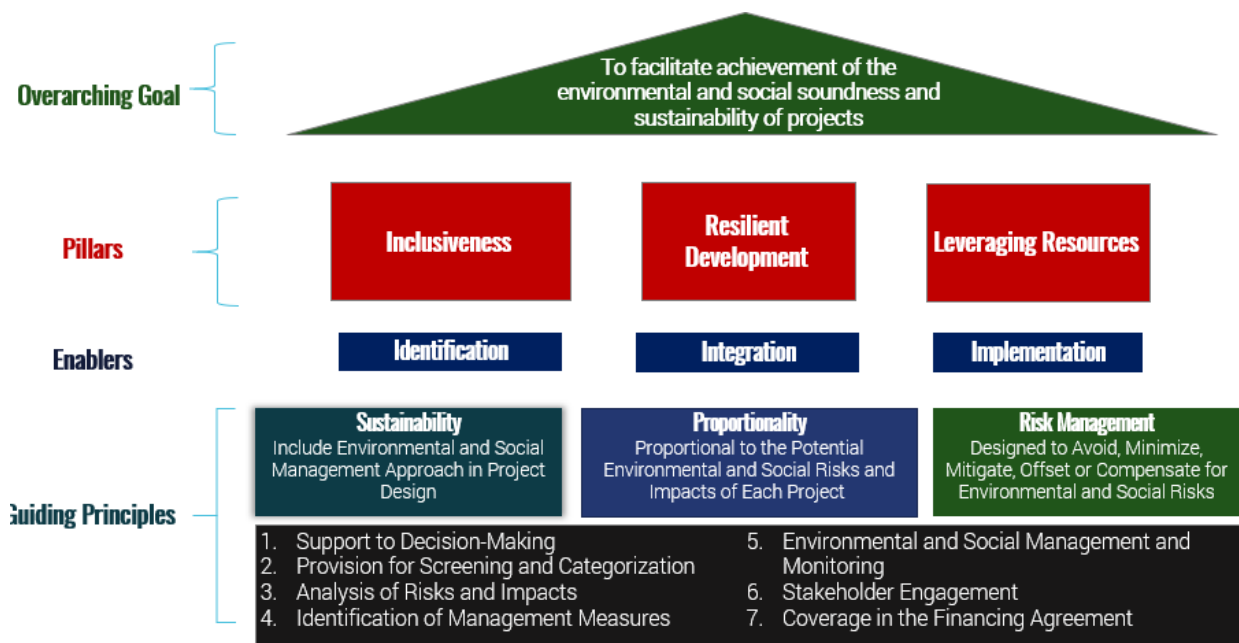 Overarching Goal
To facilitate achievement of the
environmental and social soundness and
sustainability of projects
Pillars
Inclusiveness
Resilient
Development
Leveraging Resources
Enablers
Identification
Integration
Implementation
Guiding Principles
Sustainability
Include Environmental and Social
Management Approach in Project
Design
Proportionality
Proportional to the Potential
Environmental and Social Risks and
Impacts of Each Project
Risk Management
Designed to Avoid, Minimize,
Mitigate, Offset or Compensate for
Environmental and Social Risks
1. Support to Decision-Making
2. Provision for Screening and Categorization
3. Analysis of Risks and Impacts
4. Identification of Management Measures
5. Environmental and Social Management and
Monitoring
6. Stakeholder Engagement
7. Coverage in the Financing Agreement